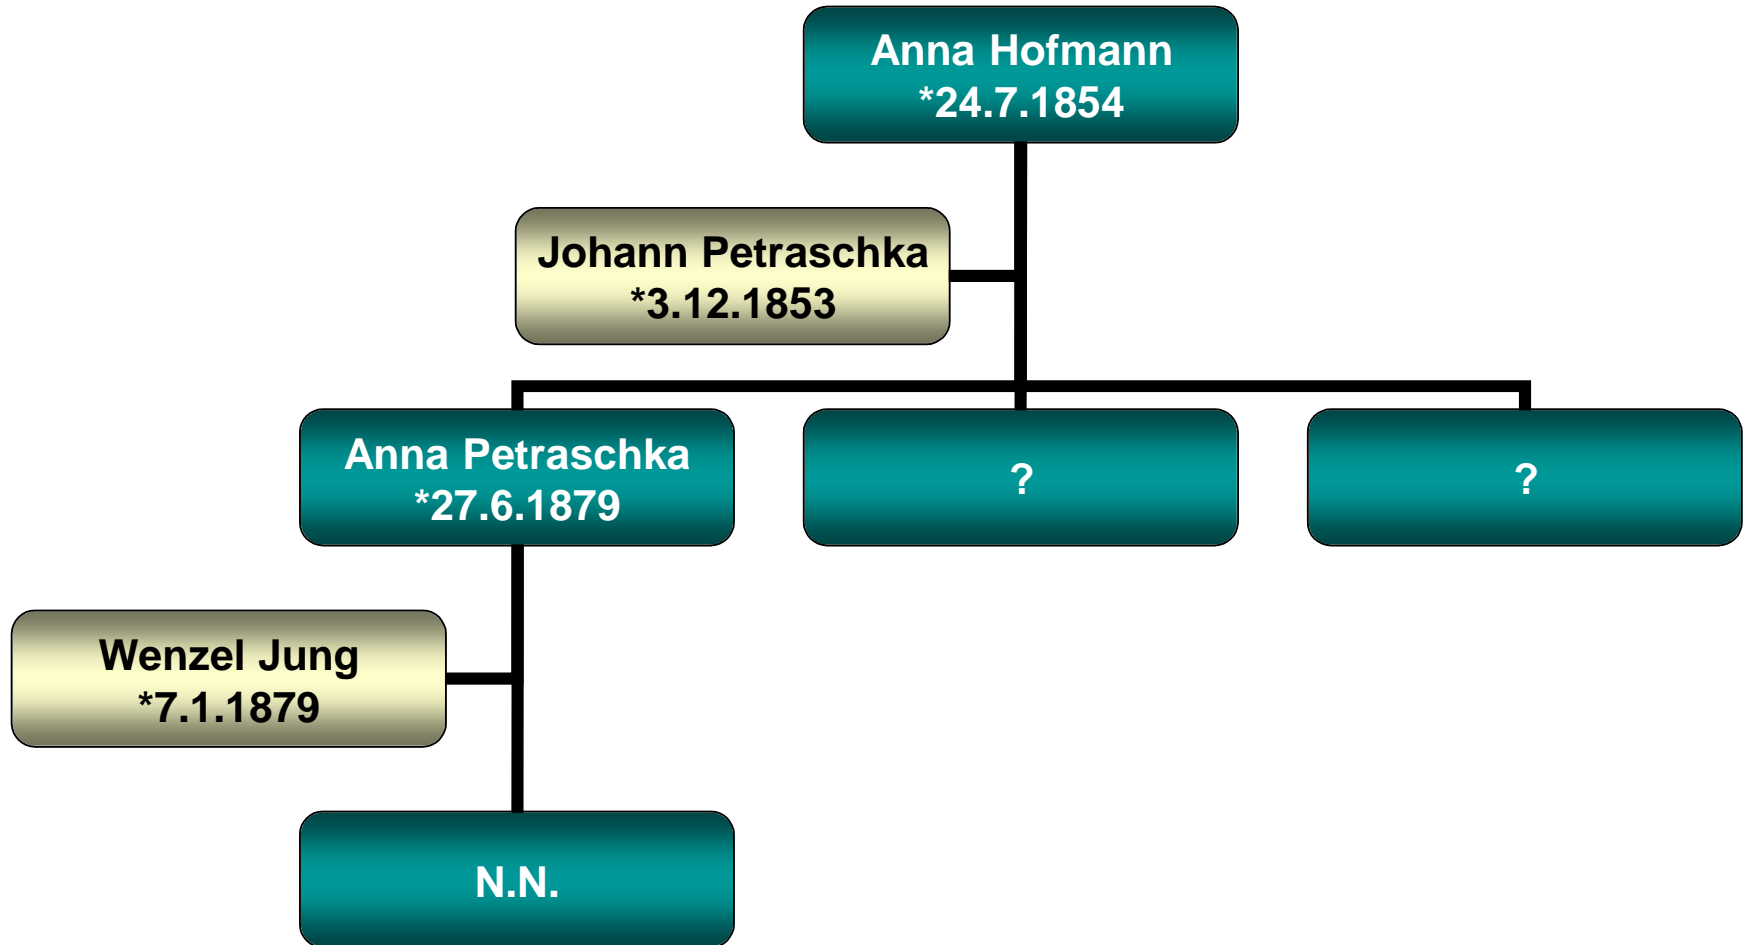 Anna Hofmann
*24.7.1854
Johann Petraschka
*3.12.1853
Anna Petraschka
*27.6.1879
?
?
Wenzel Jung
*7.1.1879
N.N.